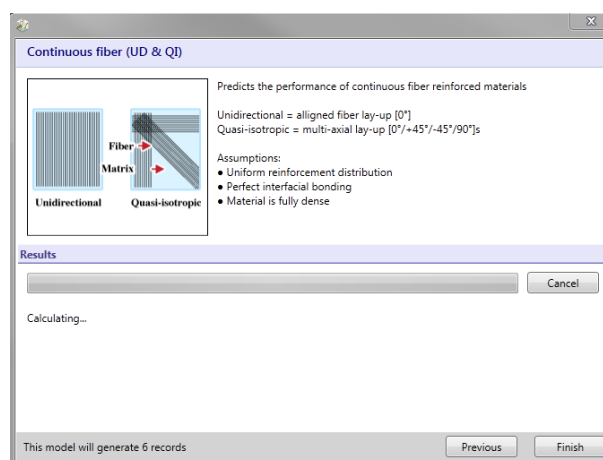 Continuous fiber (UD & QI)
Predicts the performance of continuous fiber reinforced materials
Unidirectional = alligned fiber lay-up [0°]
Quasi-isotropic = multi-axial lay-up [0°/+45°/-45°/90°]s
Assumptions:
● Uniform reinforcement distribution
● Perfect interfacial bonding
● Material is fully dense
Fiber
Matrix
Unidirectional
Quasi-isotropic
Results
Cancel
Calculating...
This model will generate 6 records
Previous
Finish